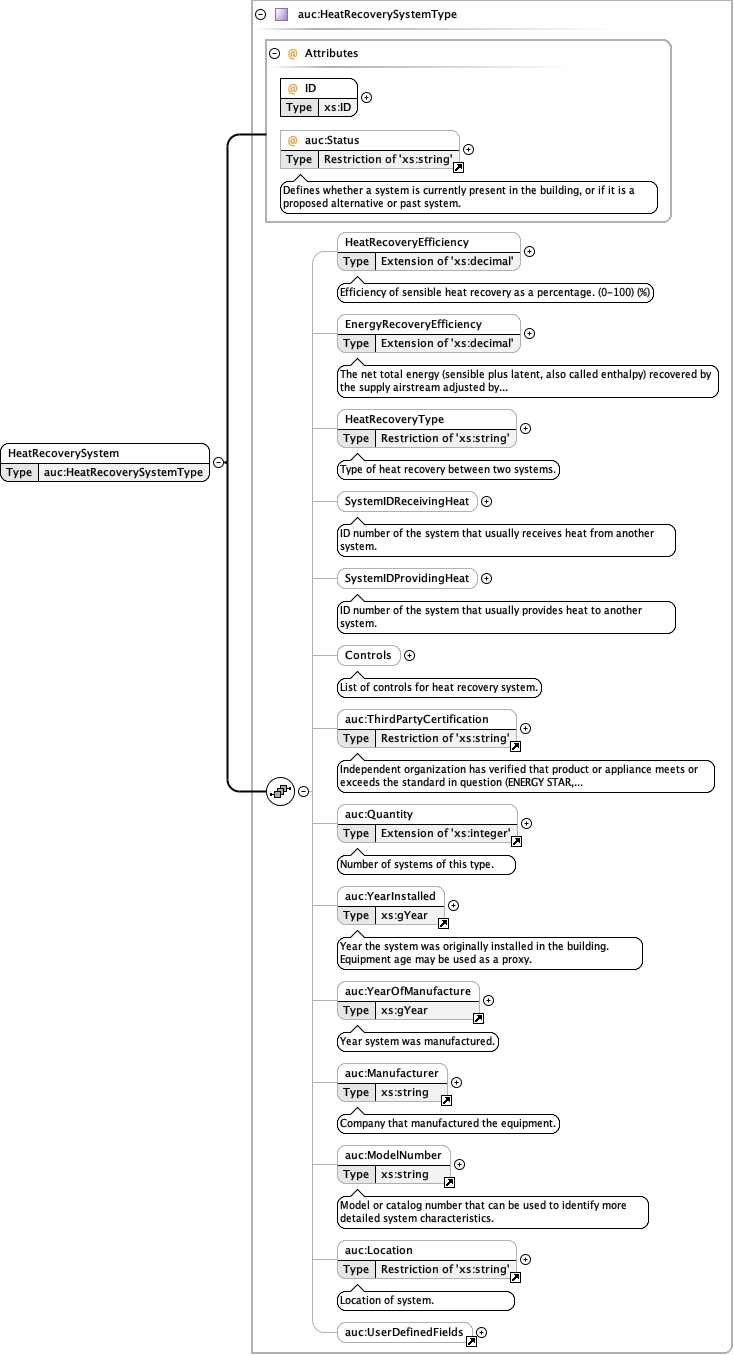 auc:HeatRecoverySystemType
@ Attributes
@ ID
Type xs:ID
@ auc:Status
Type Restriction of 'xs:string'
Defines whether a system is currently present in the building, or if it is a
proposed alternative or past system.
HeatRecoveryEfficiency
Type Extension of 'xs:decimal'
Efficiency of sensible heat recovery as a percentage. (0-100) (%)
EnergyRecoveryEfficiency
Type Extension of 'xs:decimal'
The net total energy (sensible plus latent, also called enthalpy) recovered by
the supply airstream adjusted by...
HeatRecoveryType
Type Restriction of 'xs:string'
Type of heat recovery between two systems.
HeatRecoverySystem
Type auc:HeatRecoverySystemType
SystemIDReceivingHeat
ID number of the system that usually receives heat from another
system.
SystemIDProvidingHeat
ID number of the system that usually provides heat to another
system.
Controls
List of controls for heat recovery system.
auc:ThirdPartyCertification
Type Restriction of 'xs:string'
Independent organization has verified that product or appliance meets or
exceeds the standard in question (ENERGY STAR,...
auc:Quantity
Type Extension of 'xs:integer'
Number of systems of this type.
auc:YearInstalled
Type xs:gYear
Year the system was originally installed in the building.
Equipment age may be used as a proxy.
auc:YearOfManufacture
Type xs:gYear
Year system was manufactured.
auc:Manufacturer
Type xs:string
Company that manufactured the equipment.
auc:ModelNumber
Type xs:string
Model or catalog number that can be used to identify more
detailed system characteristics.
auc:Location
Type Restriction of 'xs:string'
Location of system.
auc:UserDefinedFields